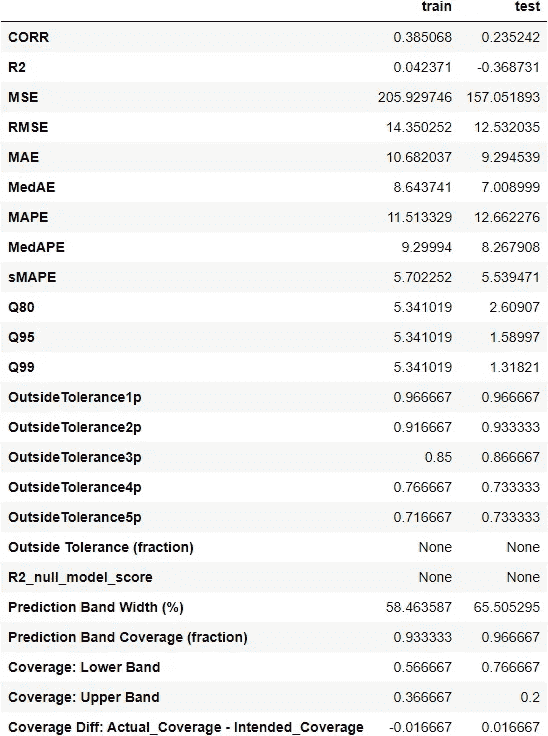 train test
CORR 0.385068 0.235242
R2 0.042371 -0.368731
MSE 205.929746 157.051893
RMSE 14.350252 12.532035
MAE 10.682037 9.294539
MedAE 8.643741 7.008999
MAPE 11.513329 12.662276
MedAPE 9.29994 8.267908
sMAPE 5.702252 5.539471
Q80 5.341019 2.60907
Q95 5.341019 1.58997
Q99 5.341019 1.31821
OutsideTolerance1p 0.966667 0.966667
OutsideTolerance2p 0.916667 0.933333
OutsideTolerance3p 0.85 0.866667
OutsideTolerance4p 0.766667 0.733333
OutsideTolerance5p 0.716667 0.733333
Outside Tolerance (fraction) None None
R2_null_model_score None None
Prediction Band Width (%) 58.463587 65.505295
Prediction Band Coverage (fraction) 0.933333 0.966667
Coverage: Lower Band 0.566667 0.766667
Coverage: Upper Band 0.366667 0.2
Coverage Diff: Actual_Coverage - Intended_Coverage -0.016667 0.016667